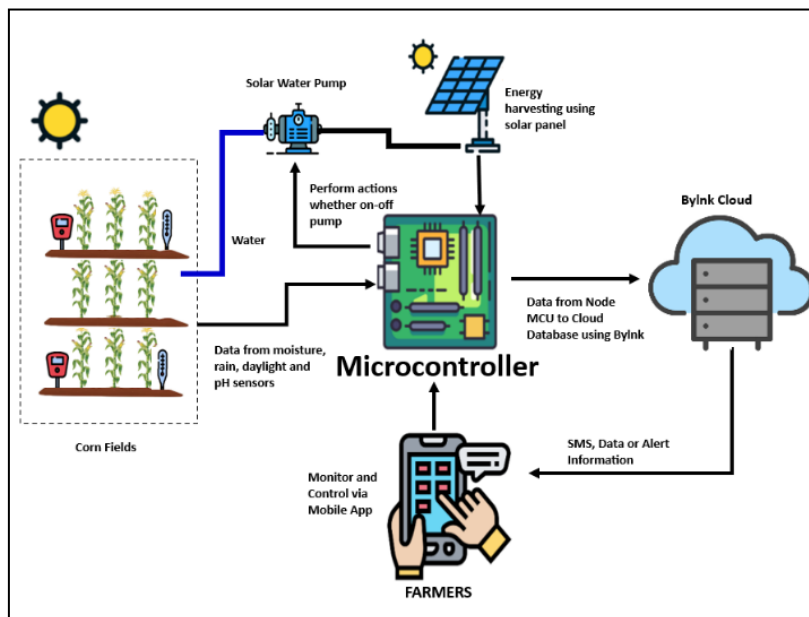 Solar Water Pump
Energy
harvesting using
solar panel
Perform actions
whether on-off
pump
Bylnk Cloud
Water
Data from Node
MCU to Cloud
Database using Bylnk
Data from moisture,
rain, daylight and
pH sensors
Microcontroller
Corn Fields
SMS, Data or Alert
Information
Monitor and
Control via
Mobile App
FARMERS